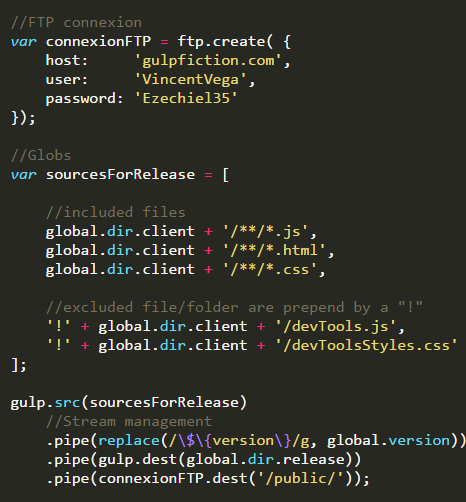 //FTP connexion
var connexionFTP = ftp.create( {
    host:     'gulpfiction.com',
    user:     'VincentVega',
    password: 'Ezechiel35'
});

//Globs
var sourcesForRelease = [

    //included files
    global.dir.client + '/**/*.js',
    global.dir.client + '/**/*.html',
    global.dir.client + '/**/*.css',

    //excluded file/folder are prepend by a "!"
    '!' + global.dir.client + '/devTools.js',
    '!' + global.dir.client + '/devToolsStyles.css'
];

gulp.src(sourcesForRelease)
    //Stream management
    .pipe(replace(/\$\{version\}/g, global.version))
    .pipe(gulp.dest(global.dir.release))
    .pipe(connexionFTP.dest('/public/'));